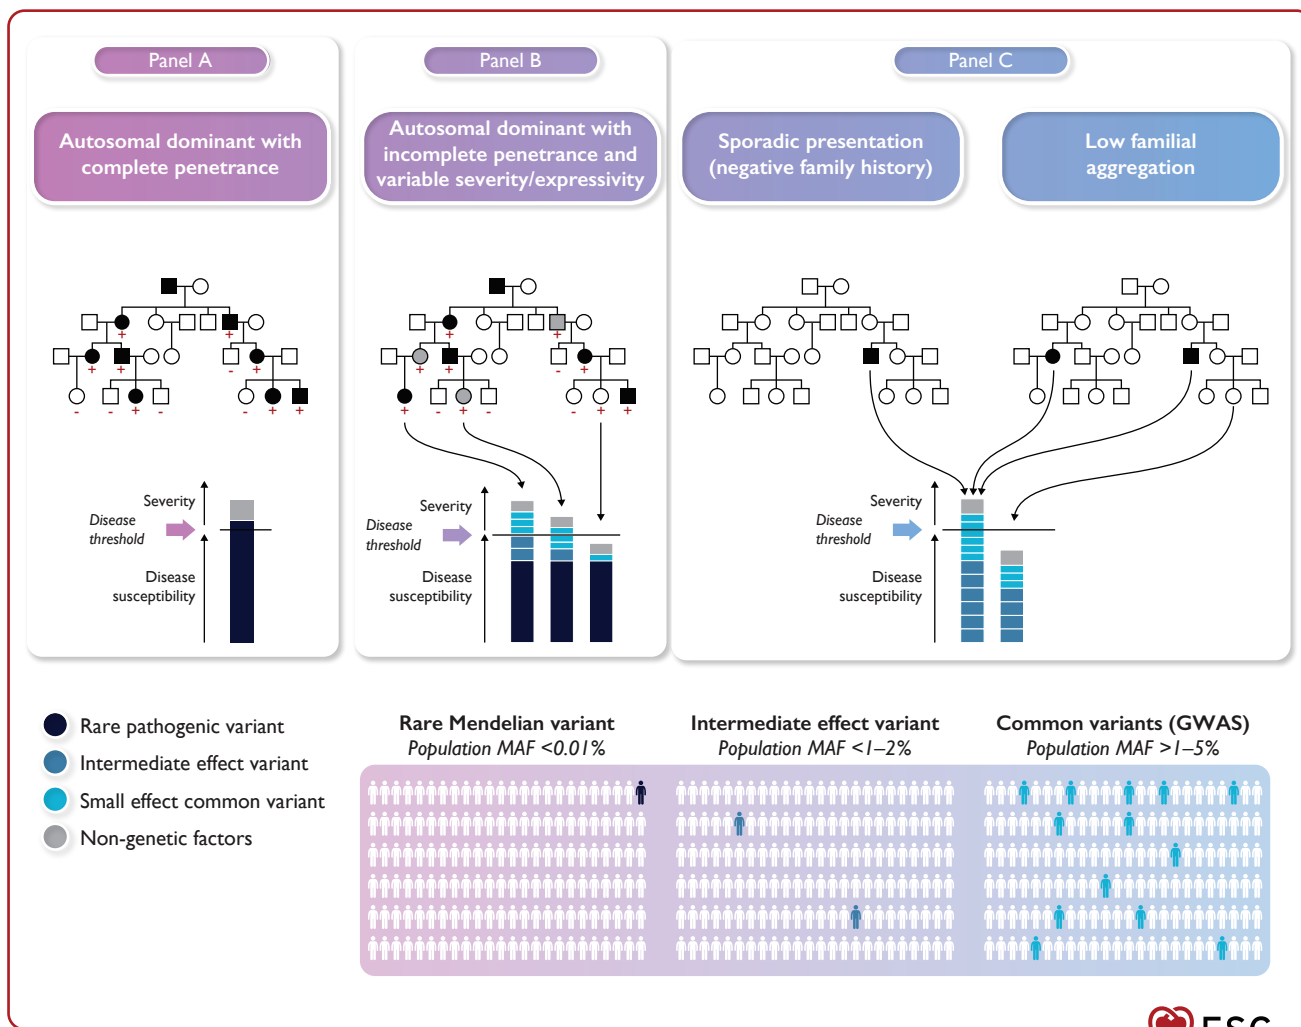 Panel A
Panel B
Panel C
Autosomal dominant with
complete penetrance
Autosomal dominant with
incomplete penetrance and
variable severity/expressivity
Sporadic presentation
(negative family history)
Low familial
aggregation
+ +
+ + - +
- - + - - + +
+ +
+ + - +
+ - + - - + +
Severity
Disease
threshold
Disease
susceptibility
Severity
Disease
threshold
Disease
susceptibility
Severity
Disease
threshold
Disease
susceptibility
Rare pathogenic variant
Intermediate effect variant
Small effect common variant
Non-genetic factors
Rare Mendelian variant
Population MAF <0.01%
Intermediate effect variant
Population MAF <1–2%
Common variants (GWAS)
Population MAF >1–5%
ESC